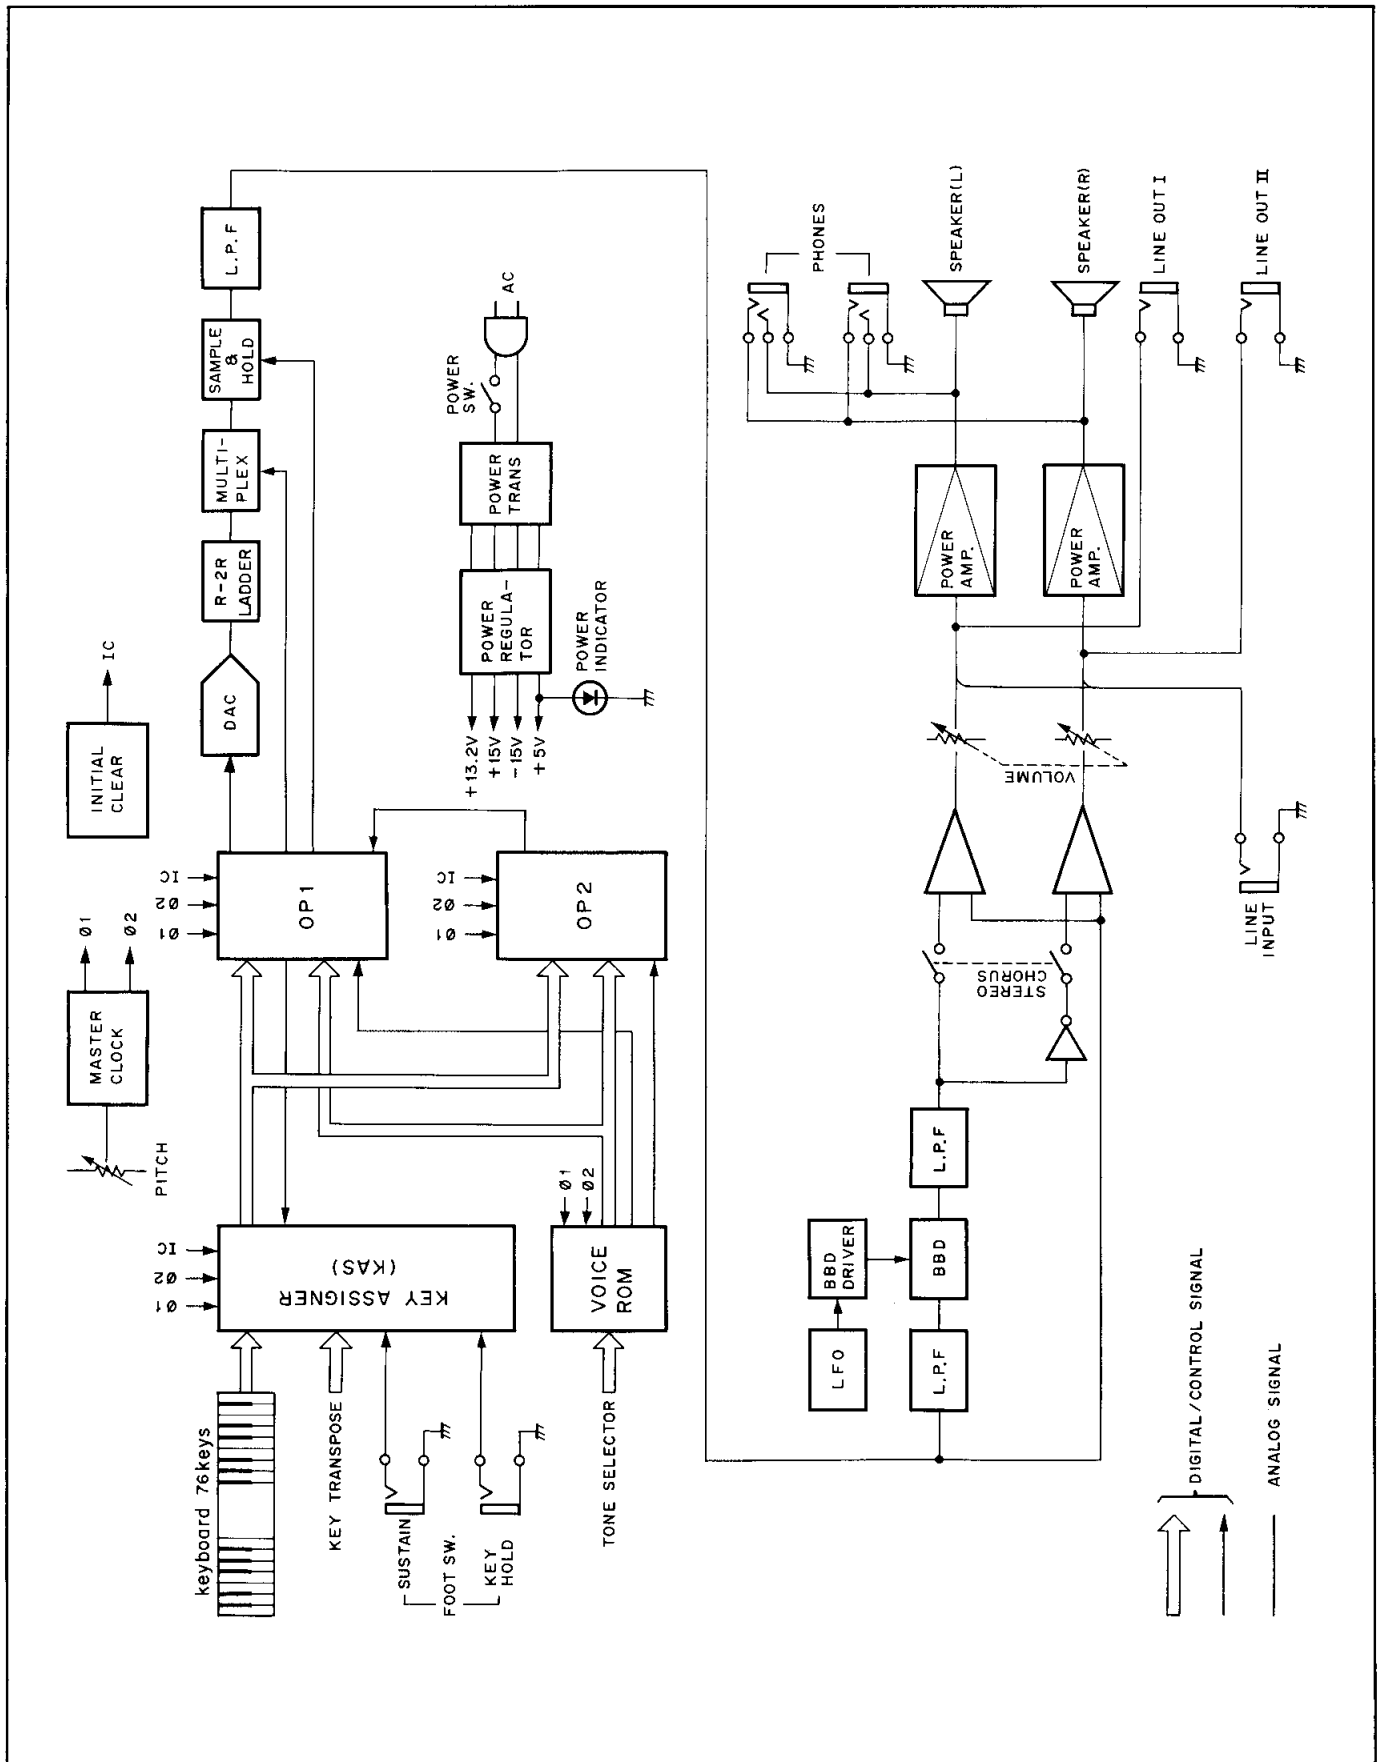 keyboard 76keys
KEY TRANSPOSE
SUSTAIN
FOOT SW.
KEY
HOLD
TONE SELECTOR
Ø1
Ø2
IC
KEY ASSIGNER
(KAS)
VOICE
ROM
Ø1
Ø2
PITCH
MASTER
CLOCK
Ø1
Ø2
INITIAL
CLEAR
IC
Ø1
Ø2
IC
OP1
Ø1
Ø2
IC
OP2
DAC
R-2R
LADDER
MULTI-
PLEX
SAMPLE
&
HOLD
L.P.F
+13.2V
+15V
-15V
+5V
POWER
REGULA-
TOR
POWER
INDICATOR
POWER
TRANS
POWER
SW.
AC
LFO
BBD
DRIVER
L.P.F
BBD
L.P.F
STEREO
CHORUS
VOLUME
LINE
INPUT
POWER
AMP.
POWER
AMP.
PHONES
SPEAKER(L)
SPEAKER(R)
LINE OUT I
LINE OUT II
DIGITAL/CONTROL SIGNAL
ANALOG SIGNAL